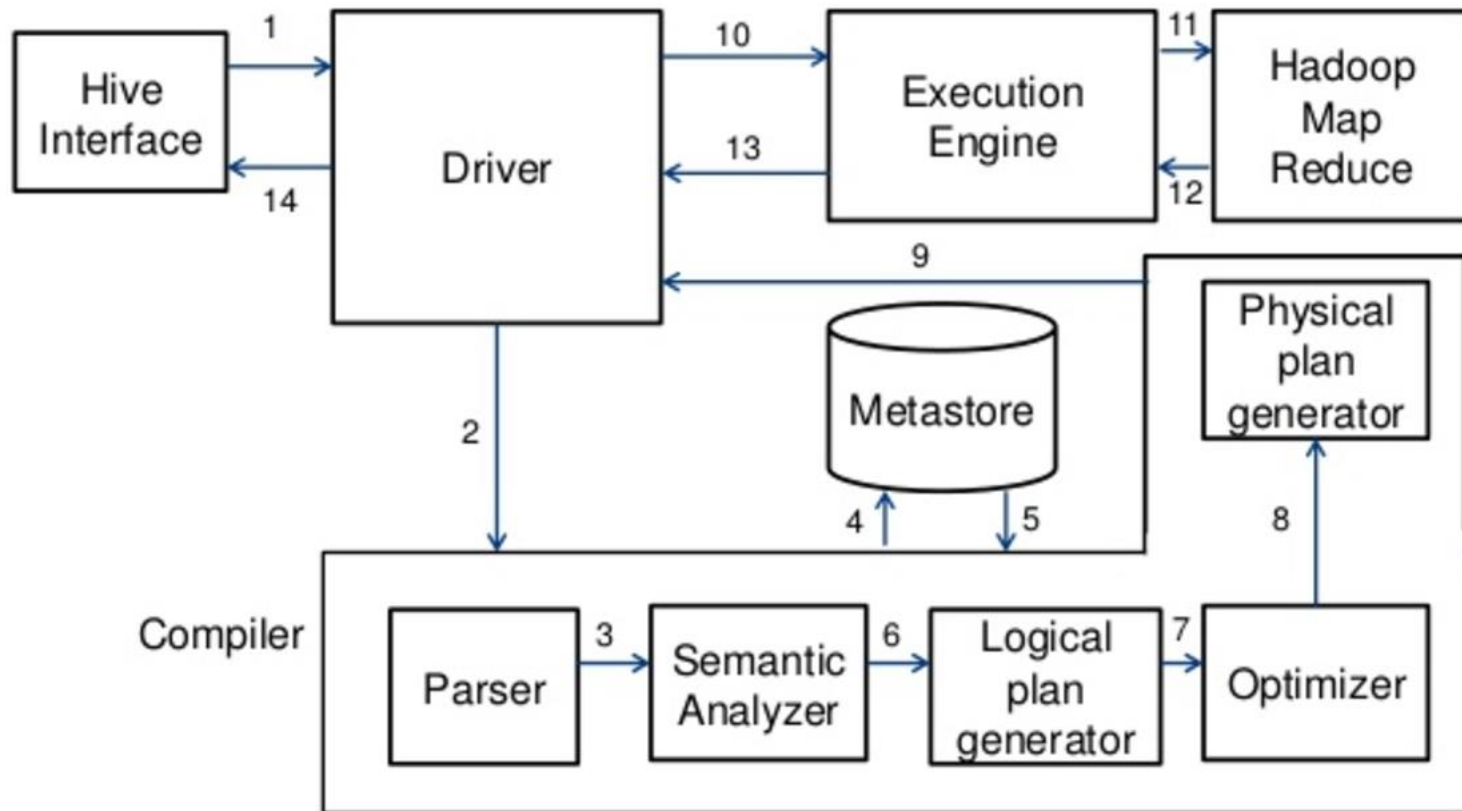 1
Hive
Interface
14
Driver
10
13
Execution
Engine
11
12
Hadoop
Map
Reduce
9
2
Metastore
4
5
Physical
plan
generator
8
Compiler
Parser
3
Semantic
Analyzer
6
Logical
plan
generator
7
Optimizer